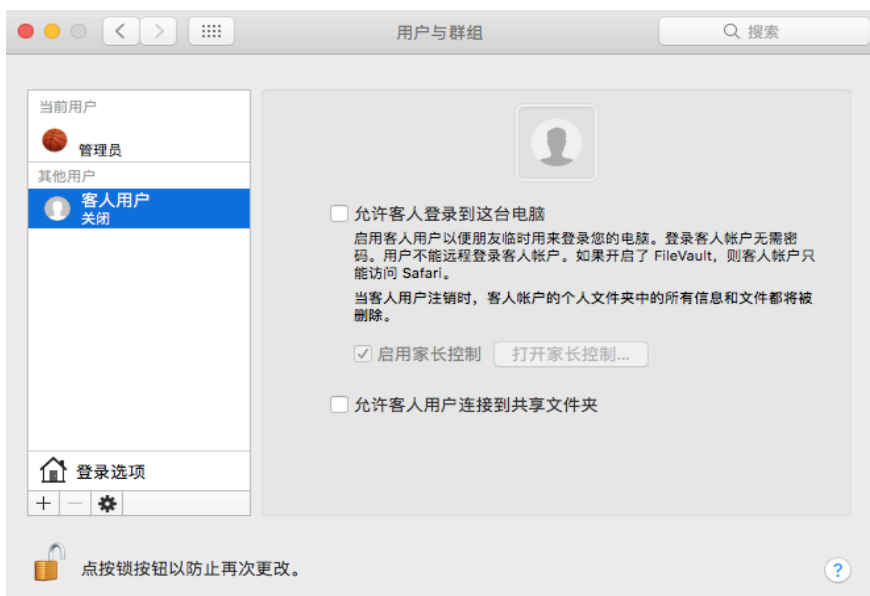 用户与群组
搜索
当前用户
管理员
其他用户
客人用户
关闭
登录选项
允许客人登录到这台电脑
启用客人用户以便朋友临时用来登录您的电脑。登录客人帐户无需密
码。用户不能远程登录客人帐户。如果开启了 FileVault，则客人帐户只
能访问 Safari。
当客人用户注销时，客人帐户的个人文件夹中的所有信息和文件都将被
删除。
启用家长控制
打开家长控制...
允许客人用户连接到共享文件夹
点按锁按钮以防止再次更改。
?